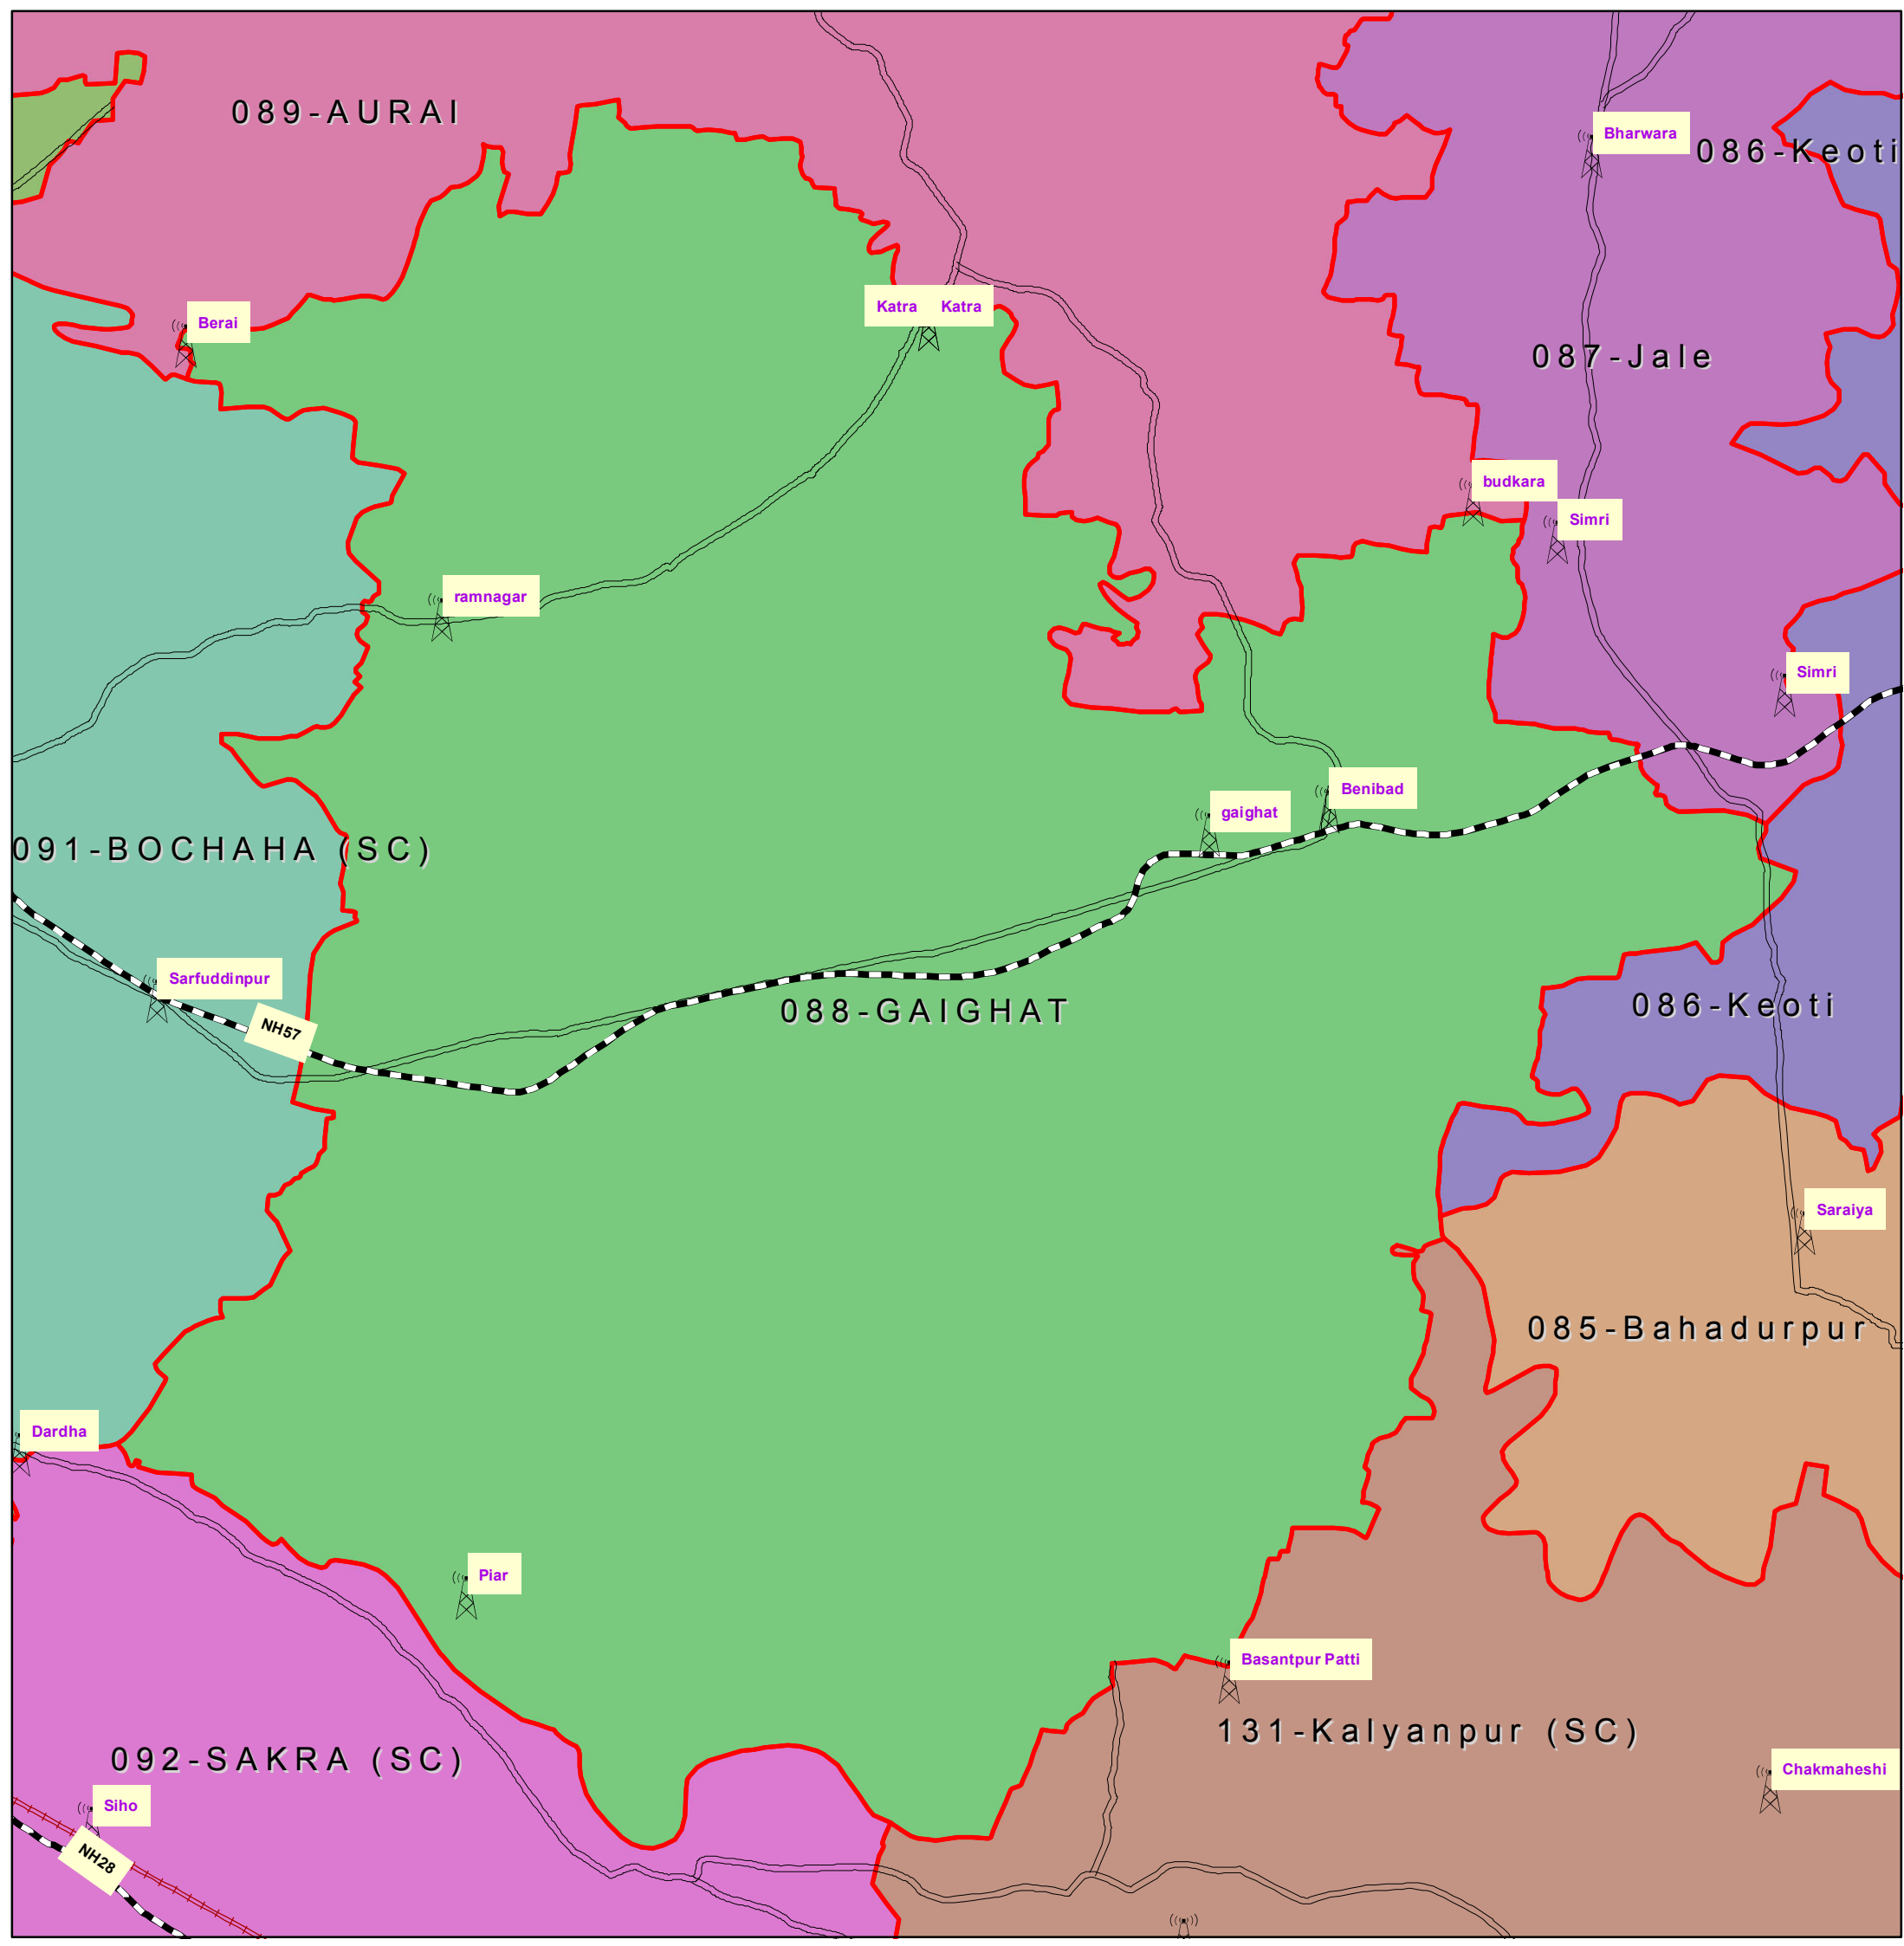 089-AURAI
Bharwara
086-Keoti
Berai
Katra
Katra
087-Jale
budkara
Simri
ramnagar
Simri
Benibad
gaighat
091-BOCHAHA (SC)
Sarfuddinpur
NH57
088-GAIGHAT
086-Keoti
Saraiya
085-Bahadurpur
Dardha
Piar
Basantpur Patti
131-Kalyanpur (SC)
092-SAKRA (SC)
Chakmaheshi
Siho
NH28